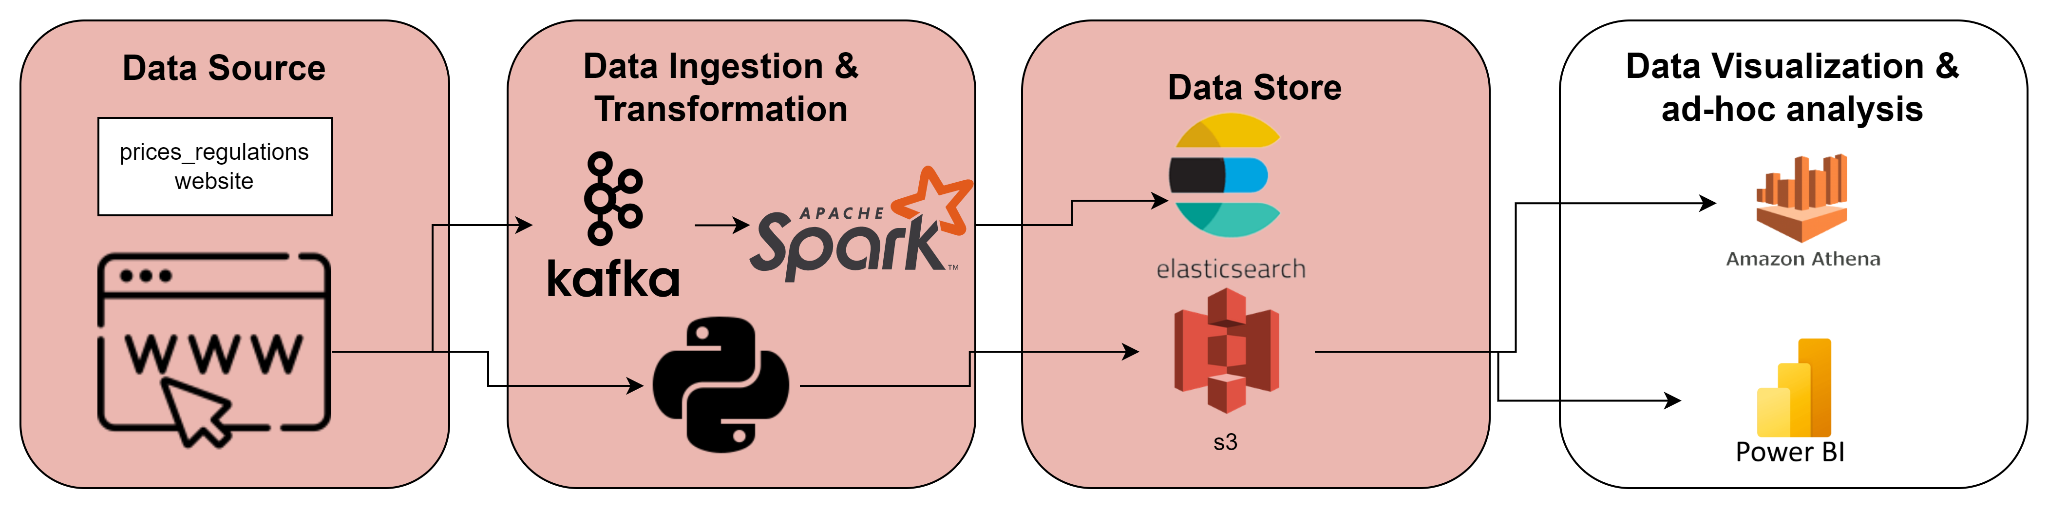 Data Source
prices_regulations
website
WWW
Data Ingestion &
Transformation
kafka
APACHE
Spark™
Data Store
elasticsearch
s3
Data Visualization &
ad-hoc analysis
Amazon Athena
Power BI